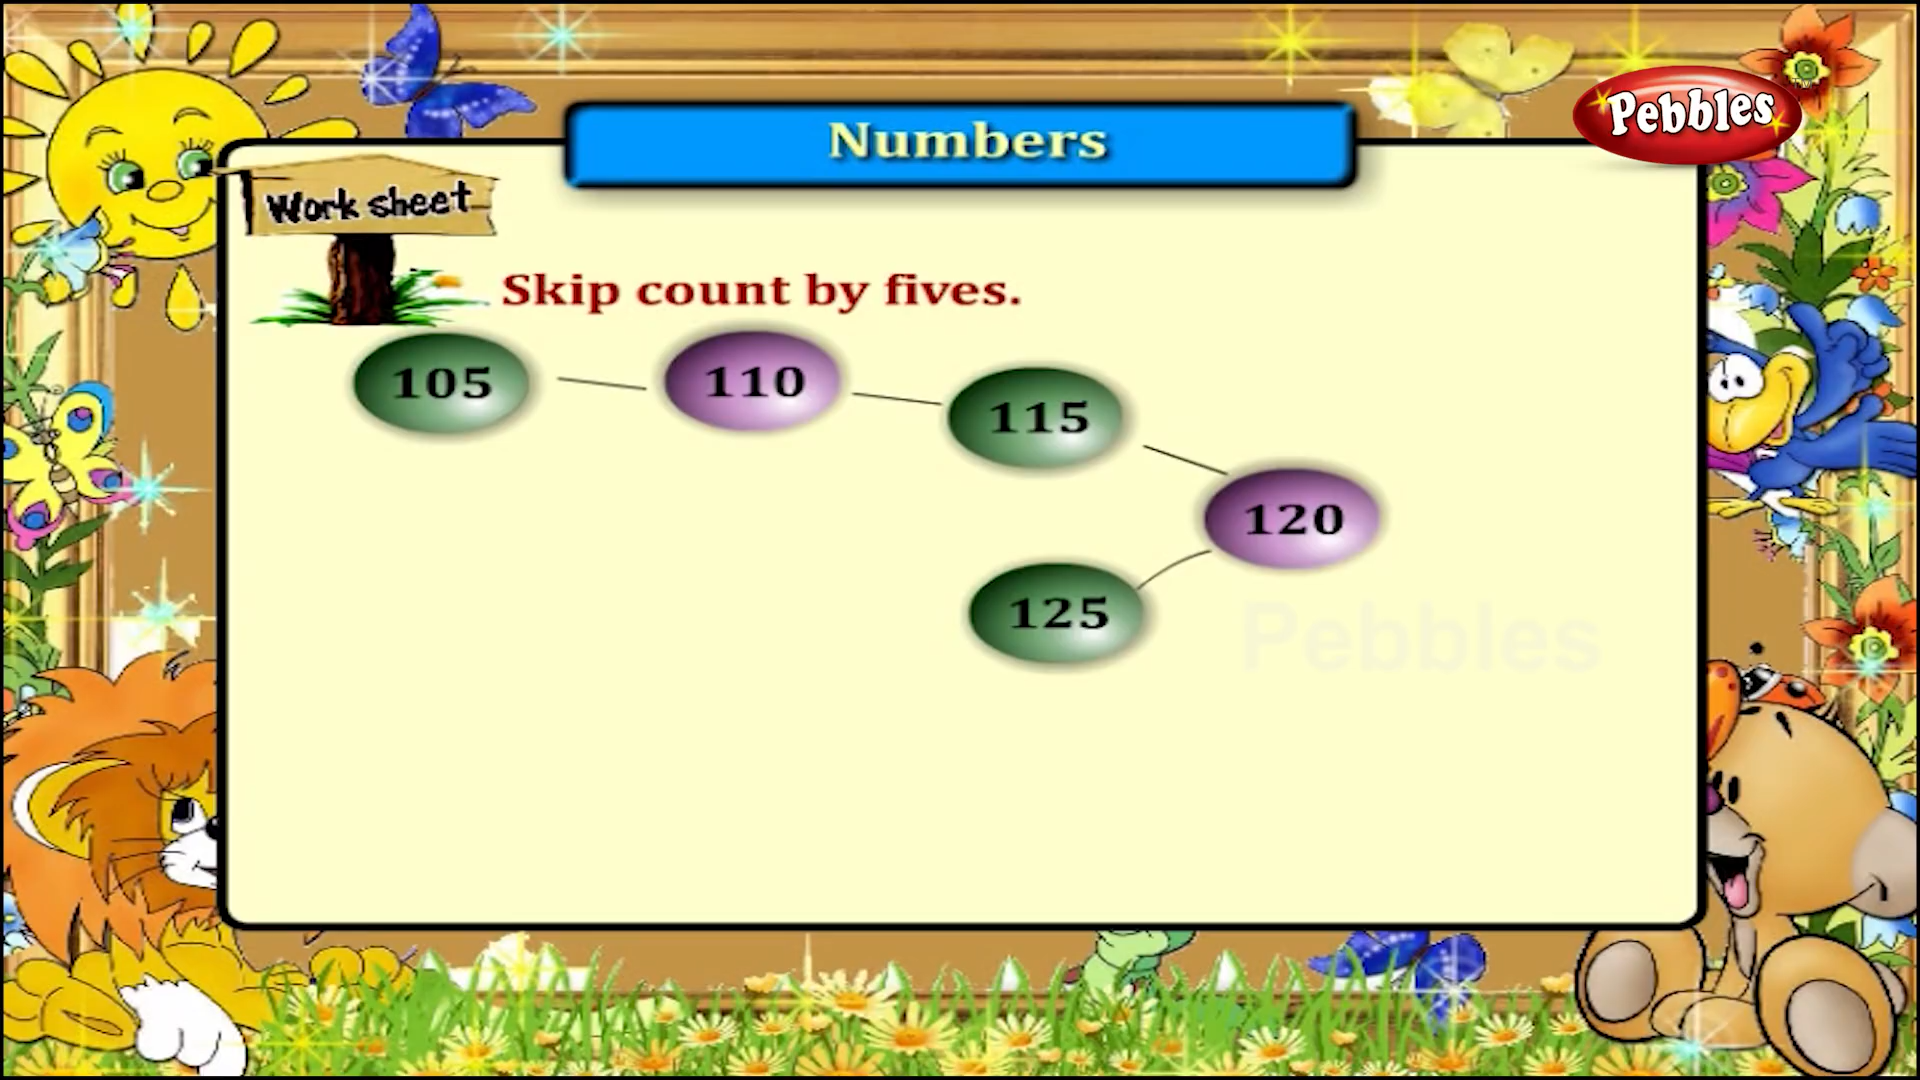 Numbers
Pebbles
Work sheet
Skip count by fives.
105
110
115
120
125
Pebbles